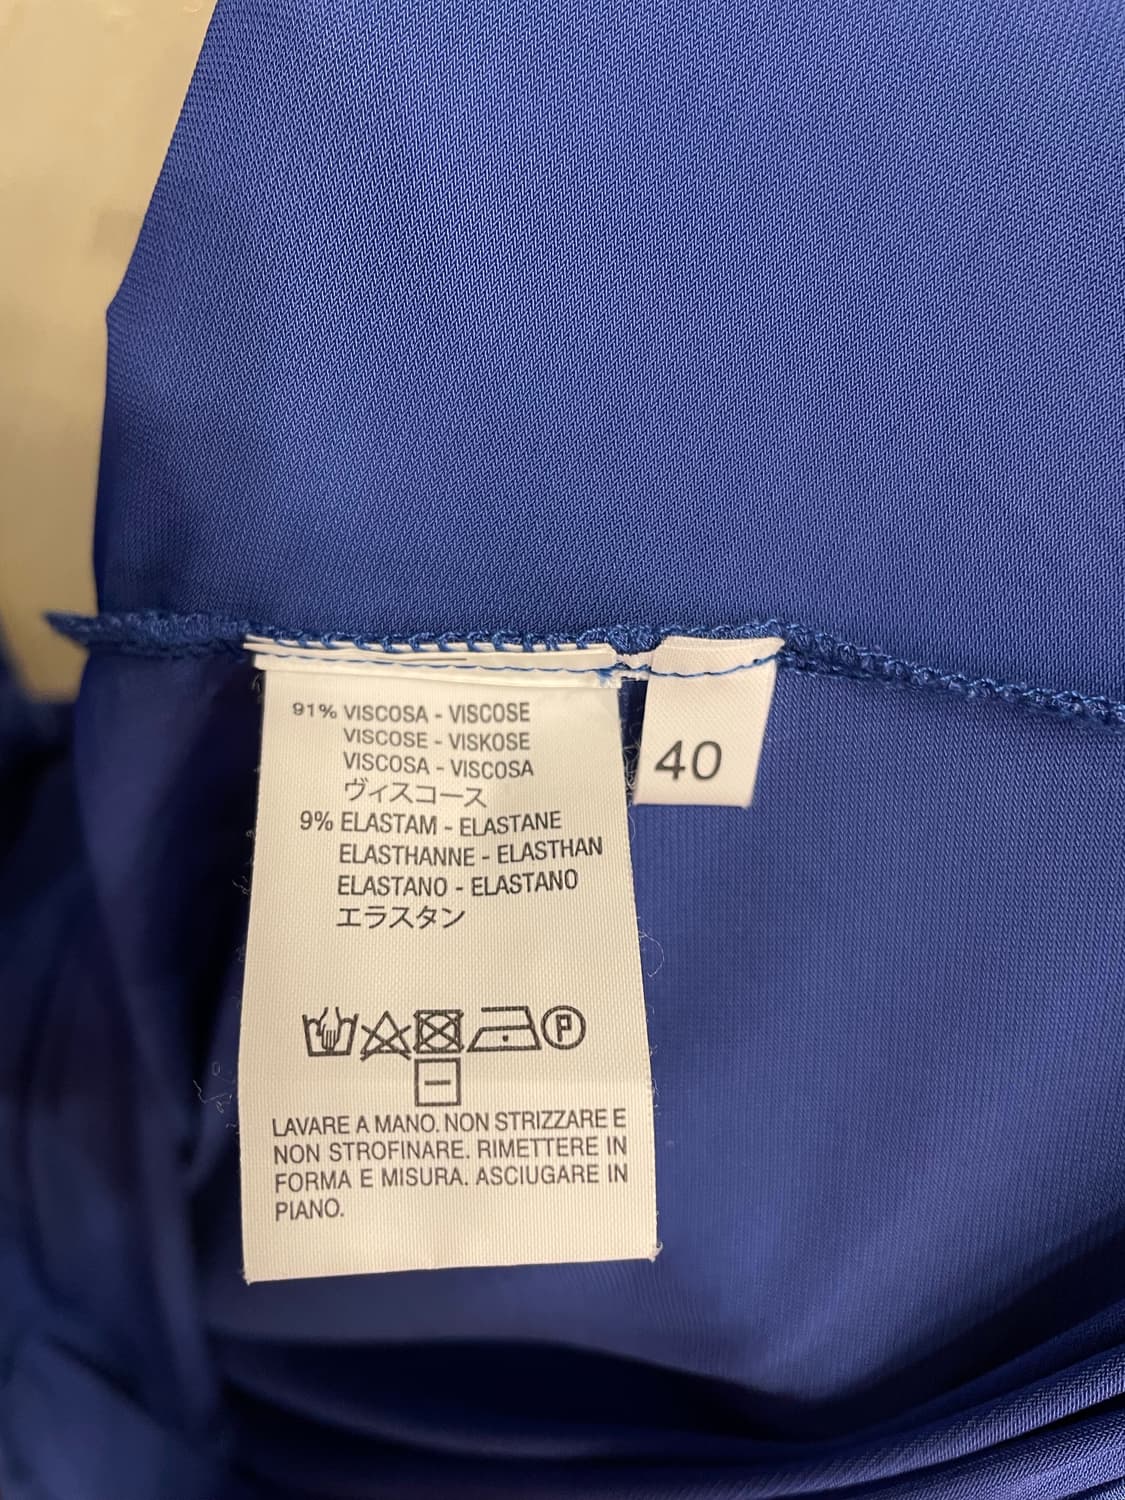 91% VISCOSA - VISCOSE
VISCOSE - VISKOSE
VISCOSA - VISCOSA
ヴィスコース
9% ELASTAM - ELASTANE
ELASTHANNE - ELASTHAN
ELASTANO - ELASTANO
エラスタン
40
P
LAVARE A MANO. NON STRIZZARE E
NON STROFINARE. RIMETTERE IN
FORMA E MISURA. ASCIUGARE IN
PIANO.